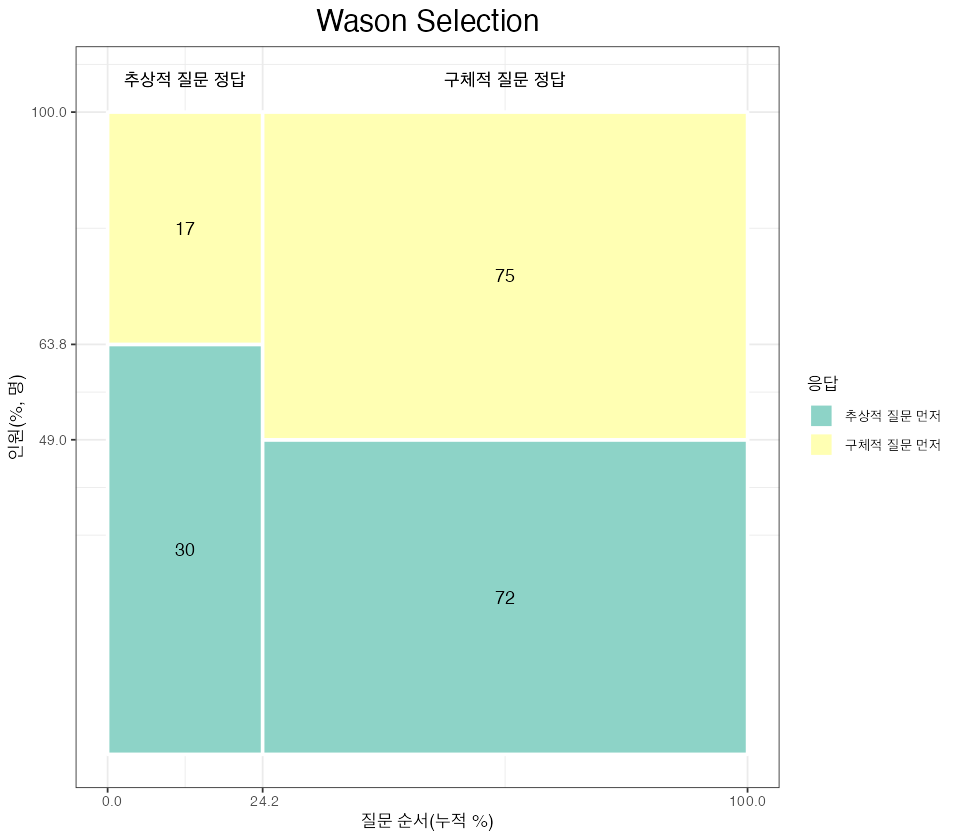 Wason Selection
추상적 질문 정답
구체적 질문 정답
100.0
17
75
63.8
49.0
30
72
인원(%, 명)
응답
추상적 질문 먼저
구체적 질문 먼저
0.0
24.2
100.0
질문 순서(누적 %)